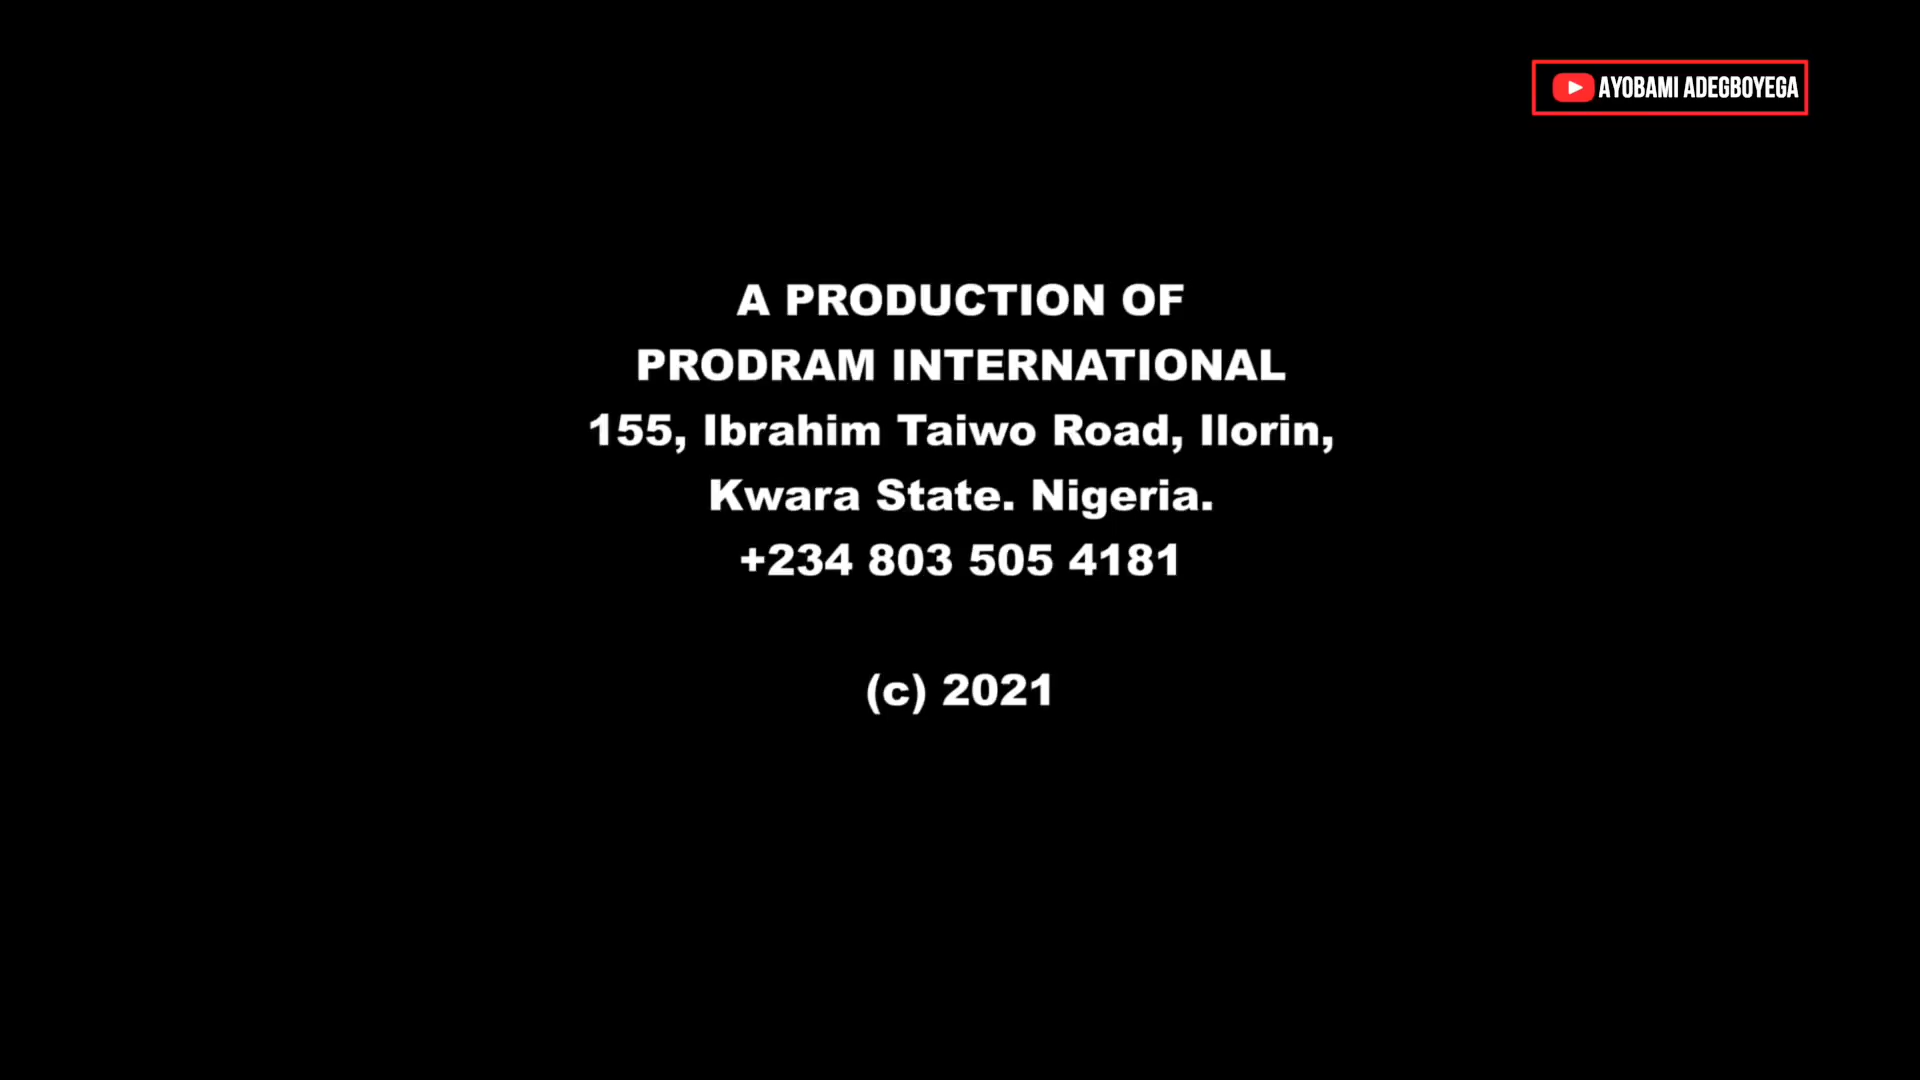 AYOBAMI ADEGBOYEGA
A PRODUCTION OF
PRODRAM INTERNATIONAL
155, Ibrahim Taiwo Road, Ilorin,
Kwara State. Nigeria.
+234 803 505 4181
(c) 2021